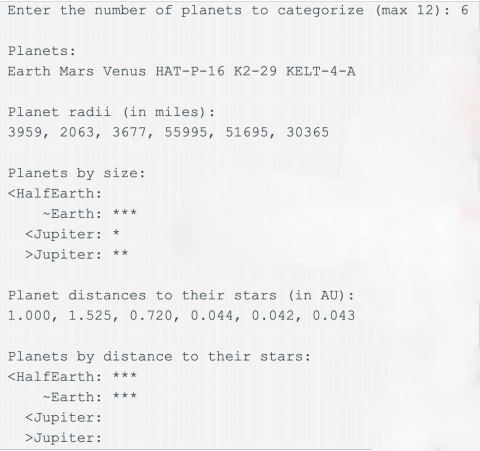 Enter the number of planets to categorize (max 12): 6
Planets:
Earth Mars Venus HAT-P-16 K2-29 KELT-4-A
Planet radii (in miles):
3959, 2063, 3677, 55995, 51695, 30365
Planets by size:
<HalfEarth:
~Earth: ***
<Jupiter: *
>Jupiter: **
Planet distances to their stars (in AU):
1.000, 1.525, 0.720, 0.044, 0.042, 0.043
Planets by distance to their stars:
<HalfEarth: ***
~Earth: ***
<Jupiter:
>Jupiter: